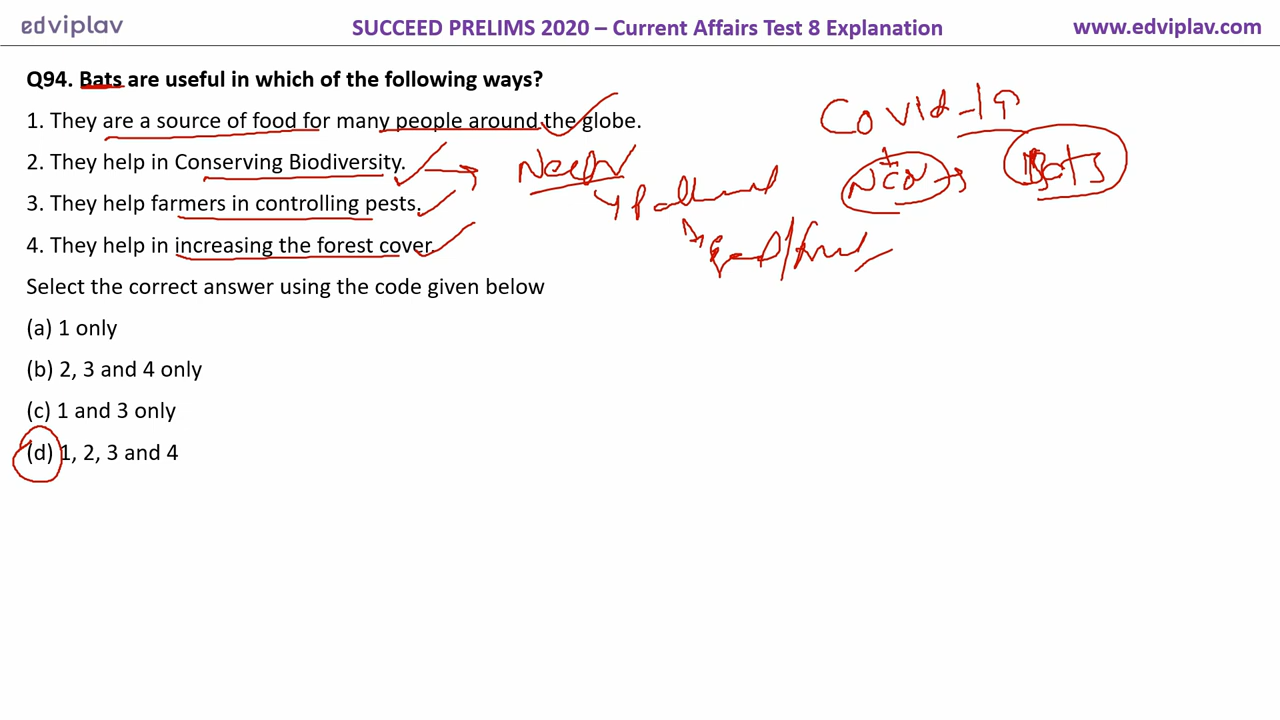 edviplav
SUCCEED PRELIMS 2020 – Current Affairs Test 8 Explanation
www.edviplav.com
Q94. Bats are useful in which of the following ways?
1. They are a source of food for many people around the globe.
2. They help in Conserving Biodiversity.
3. They help farmers in controlling pests.
4. They help in increasing the forest cover.
Select the correct answer using the code given below
(a) 1 only
(b) 2, 3 and 4 only
(c) 1 and 3 only
(d) 1, 2, 3 and 4
Covid-19
NCOV
Bats